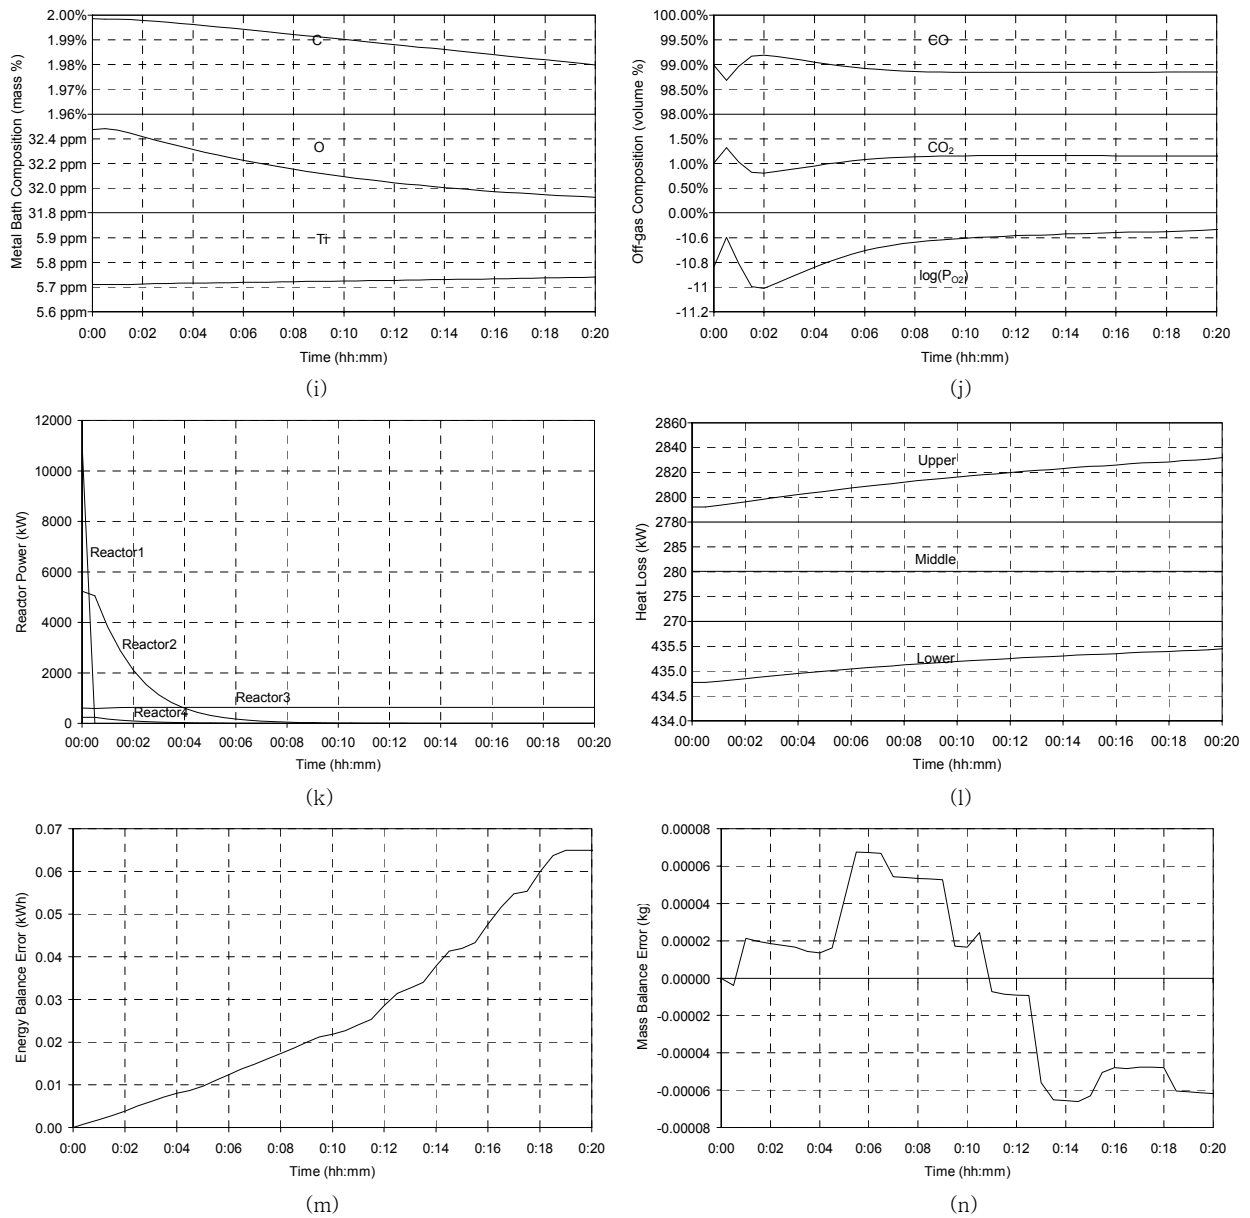 Metal Bath Composition (mass %)
2.00%
1.99%
1.98%
1.97%
1.96%
32.4 ppm
32.2 ppm
32.0 ppm
31.8 ppm
5.9 ppm
5.8 ppm
5.7 ppm
5.6 ppm
C
O
Ti
0:00 0:02 0:04 0:06 0:08 0:10 0:12 0:14 0:16 0:18 0:20
Time (hh:mm)
(i)
Off-gas Composition (volume %)
100.00%
99.50%
99.00%
98.50%
98.00%
1.50%
1.00%
0.50%
0.00%
-10.6
-10.8
-11
-11.2
CO
CO2
log(PO2)
0:00 0:02 0:04 0:06 0:08 0:10 0:12 0:14 0:16 0:18 0:20
Time (hh:mm)
(j)
Reactor Power (kW)
12000
10000
8000
6000
4000
2000
0
Reactor1
Reactor2
Reactor3
Reactor4
00:00 00:02 00:04 00:06 00:08 00:10 00:12 00:14 00:16 00:18 00:20
Time (hh:mm)
(k)
Heat Loss (kW)
2860
2840
2820
2800
2780
285
280
275
270
435.5
435.0
434.5
434.0
Upper
Middle
Lower
00:00 00:02 00:04 00:06 00:08 00:10 00:12 00:14 00:16 00:18 00:20
Time (hh:mm)
(l)
Energy Balance Error (kWh)
0.07
0.06
0.05
0.04
0.03
0.02
0.01
0.00
0:00 0:02 0:04 0:06 0:08 0:10 0:12 0:14 0:16 0:18 0:20
Time (hh:mm)
(m)
Mass Balance Error (kg)
0.00008
0.00006
0.00004
0.00002
0.00000
-0.00002
-0.00004
-0.00006
-0.00008
0:00 0:02 0:04 0:06 0:08 0:10 0:12 0:14 0:16 0:18 0:20
Time (hh:mm)
(n)